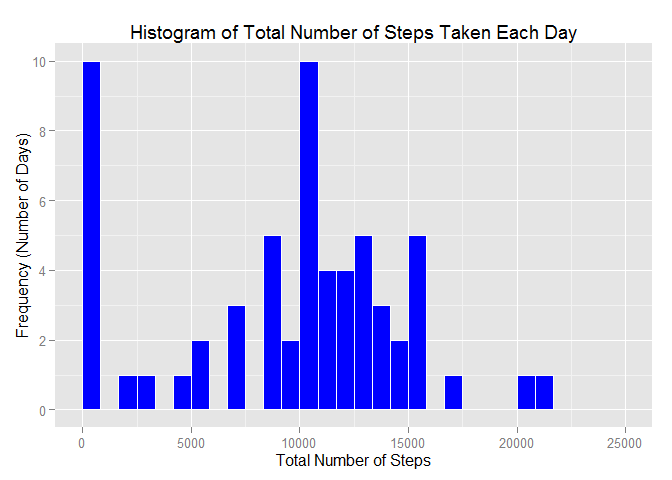 Histogram of Total Number of Steps Taken Each Day
Frequency (Number of Days)
10
8
6
4
2
0
0 5000 10000 15000 20000 25000
Total Number of Steps